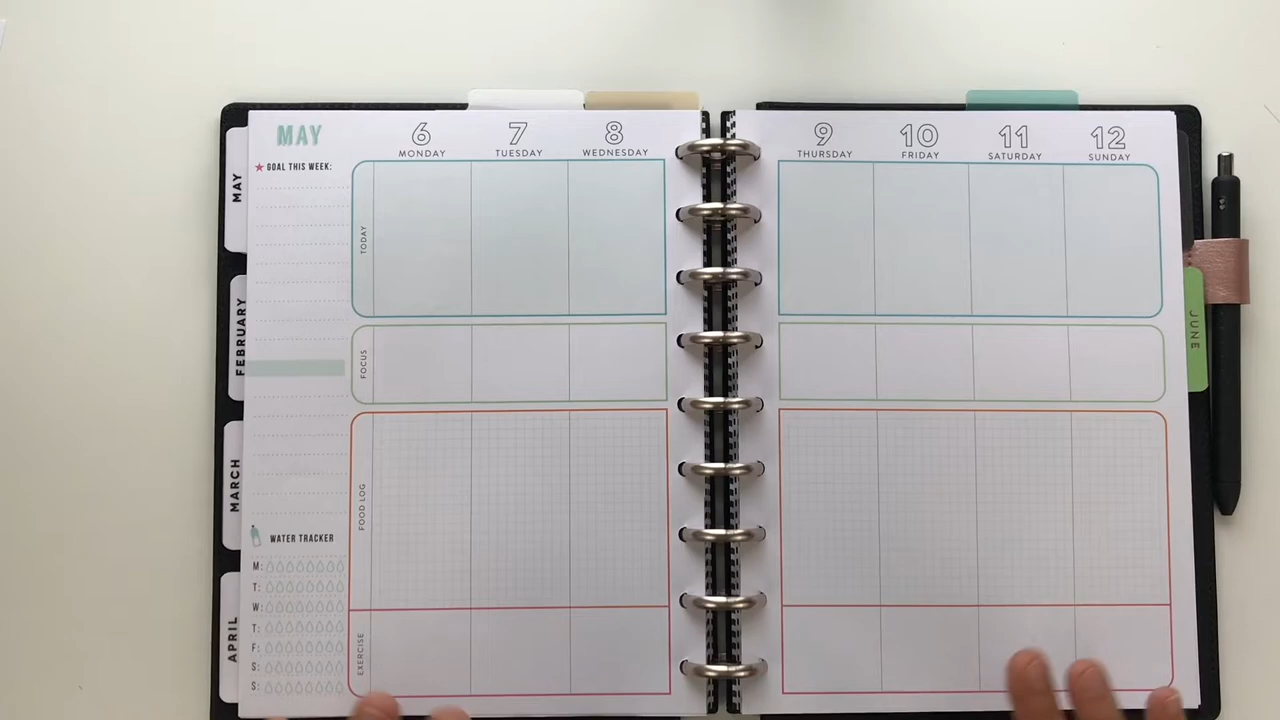 MAY
6
MONDAY
7
TUESDAY
8
WEDNESDAY
9
THURSDAY
10
FRIDAY
11
SATURDAY
12
SUNDAY
GOAL THIS WEEK:
TODAY
FOCUS
FOOD LOG
EXERCISE
WATER TRACKER
M:
T:
W:
T:
F:
S:
S:
MAY
FEBRUARY
MARCH
APRIL
JUNE